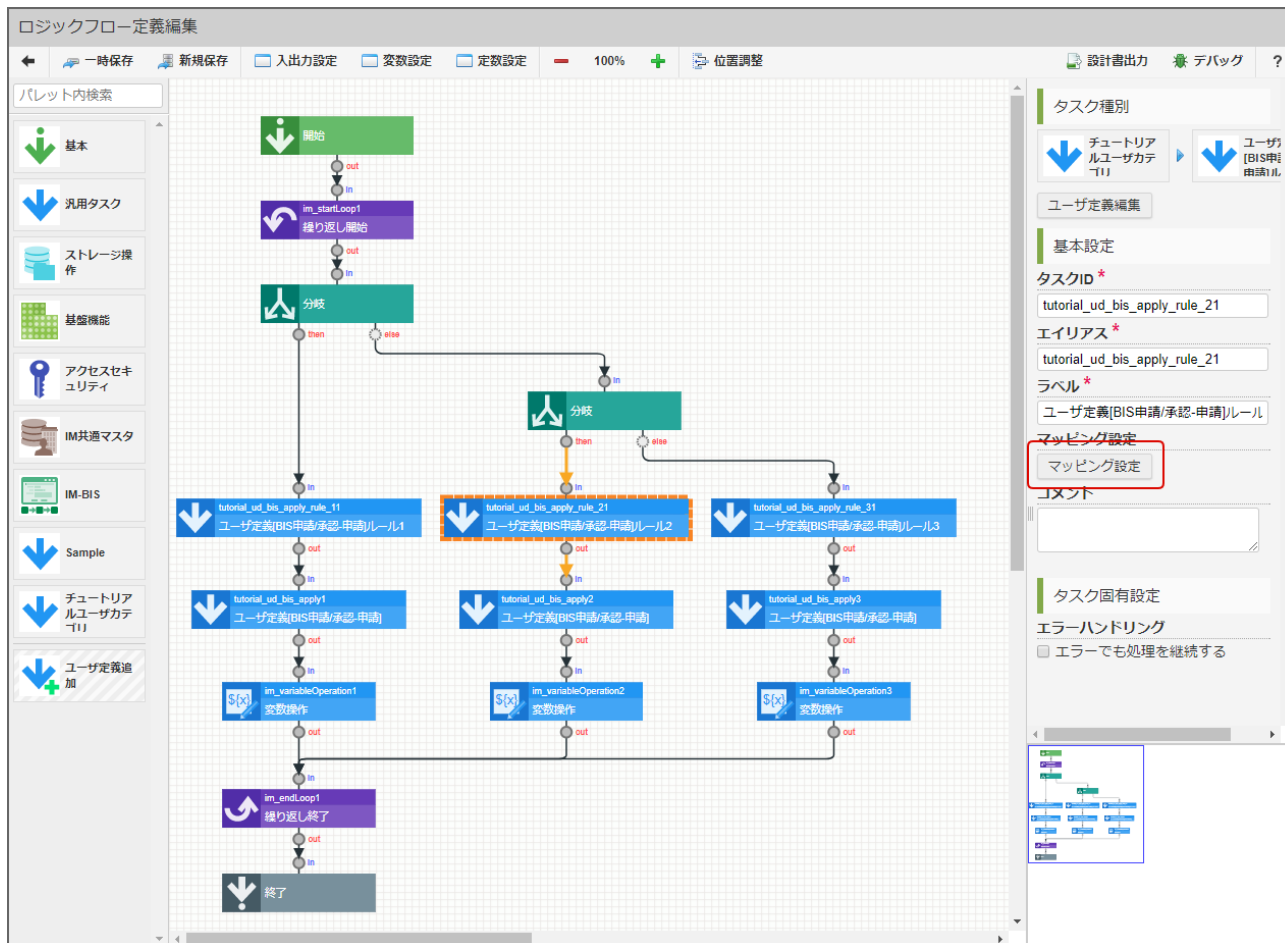 ロジックフロー定義編集
一時保存
新規保存
入出力設定
変数設定
定数設定
100%
位置調整
設計書出力
デバッグ
?
パレット内検索
基本
汎用タスク
ストレージ操
作
基盤機能
アクセスセキ
ュリティ
IM共通マスタ
IM-BIS
Sample
チュートリア
ルユーザカテ
ゴリ
ユーザ定義追
加
開始
out
in
im_startLoop1
繰り返し開始
out
in
分岐
then
else
in
分岐
then
else
in
in
in
tutorial_ud_bis_apply_rule_11
ユーザ定義[BIS申請/承認-申請]ルール1
tutorial_ud_bis_apply_rule_21
ユーザ定義[BIS申請/承認-申請]ルール2
tutorial_ud_bis_apply_rule_31
ユーザ定義[BIS申請/承認-申請]ルール3
out
out
out
in
in
in
tutorial_ud_bis_apply1
ユーザ定義[BIS申請/承認-申請]
tutorial_ud_bis_apply2
ユーザ定義[BIS申請/承認-申請]
tutorial_ud_bis_apply3
ユーザ定義[BIS申請/承認-申請]
out
out
out
in
in
in
${x}
im_variableOperation1
変数操作
${x}
im_variableOperation2
変数操作
${x}
im_variableOperation3
変数操作
out
out
out
in
im_endLoop1
繰り返し終了
out
in
終了
タスク種別
チュートリア
ルユーザカテ
ゴリ
ユーザ定義編集
基本設定
タスクID *
tutorial_ud_bis_apply_rule_21
エイリアス *
tutorial_ud_bis_apply_rule_21
ラベル *
ユーザ定義[BIS申請/承認-申請]ルール
マッピング設定
マッピング設定
コメント
タスク固有設定
エラーハンドリング
エラーでも処理を継続する